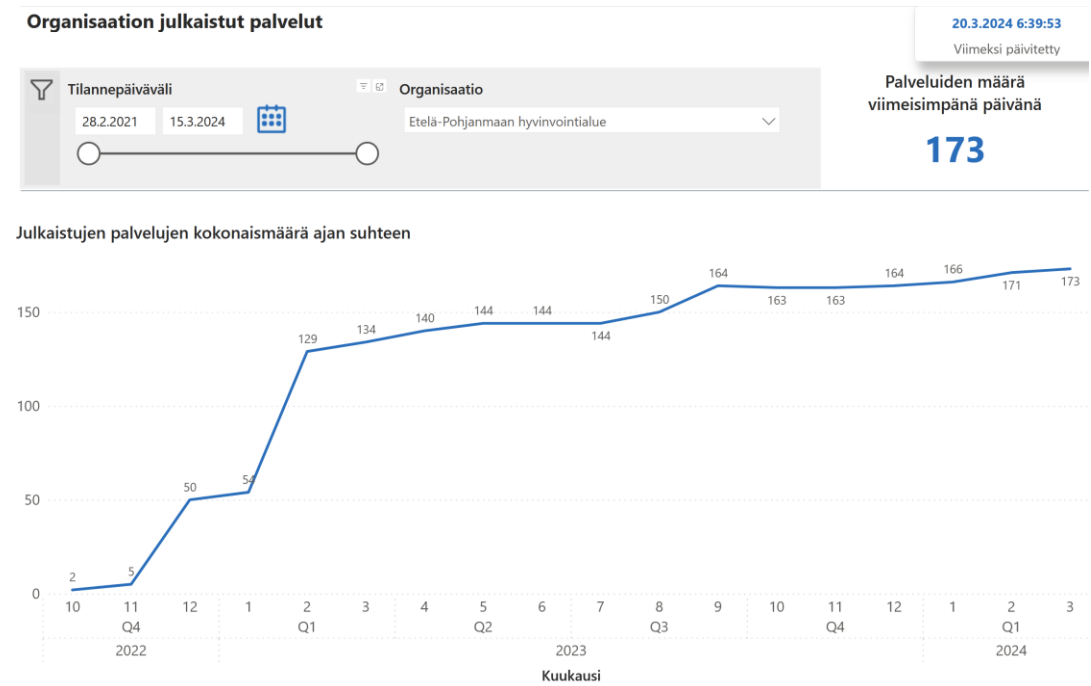 Organisaation julkaistut palvelut
20.3.2024 6:39:53
Viimeksi päivitetty
Tilannepäiväväli
28.2.2021 15.3.2024
Organisaatio
Etelä-Pohjanmaan hyvinvointialue
Palveluiden määrä
viimeisimpänä päivänä
173
Julkaistujen palvelujen kokonaismäärä ajan suhteen
150
100
50
0
2 5 50 54 129 134 140 144 144 144 150 164 163 163 164 166 171 173
10 11 12 1 2 3 4 5 6 7 8 9 10 11 12 1 2 3
Q4 Q1 Q2 Q3 Q4 Q1
2022 2023 2024
Kuukausi